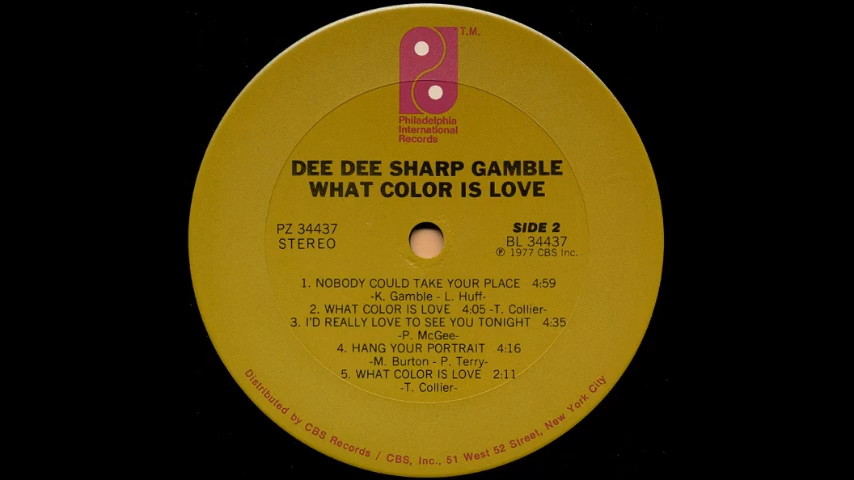 T.M.
Philadelphia
International
Records
DEE DEE SHARP GAMBLE
WHAT COLOR IS LOVE
PZ 34437
STEREO
SIDE 2
BL 34437
℗ 1977 CBS Inc.
1. NOBODY COULD TAKE YOUR PLACE 4:59
-K. Gamble - L. Huff-
2. WHAT COLOR IS LOVE 4:05 -T. Collier-
3. I'D REALLY LOVE TO SEE YOU TONIGHT 4:35
-P. McGee-
4. HANG YOUR PORTRAIT 4:16
-M. Burton - P. Terry-
5. WHAT COLOR IS LOVE 2:11
-T. Collier-
Distributed by CBS Records / CBS, Inc., 51 West 52 Street, New York City